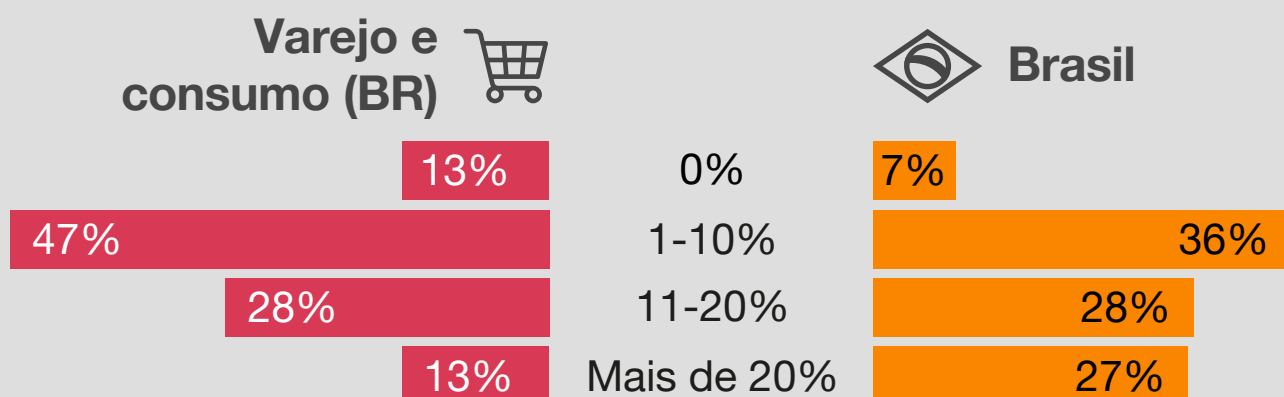 Varejo e
consumo (BR)
Brasil
13% 0% 7%
47% 1-10% 36%
28% 11-20% 28%
13% Mais de 20% 27%